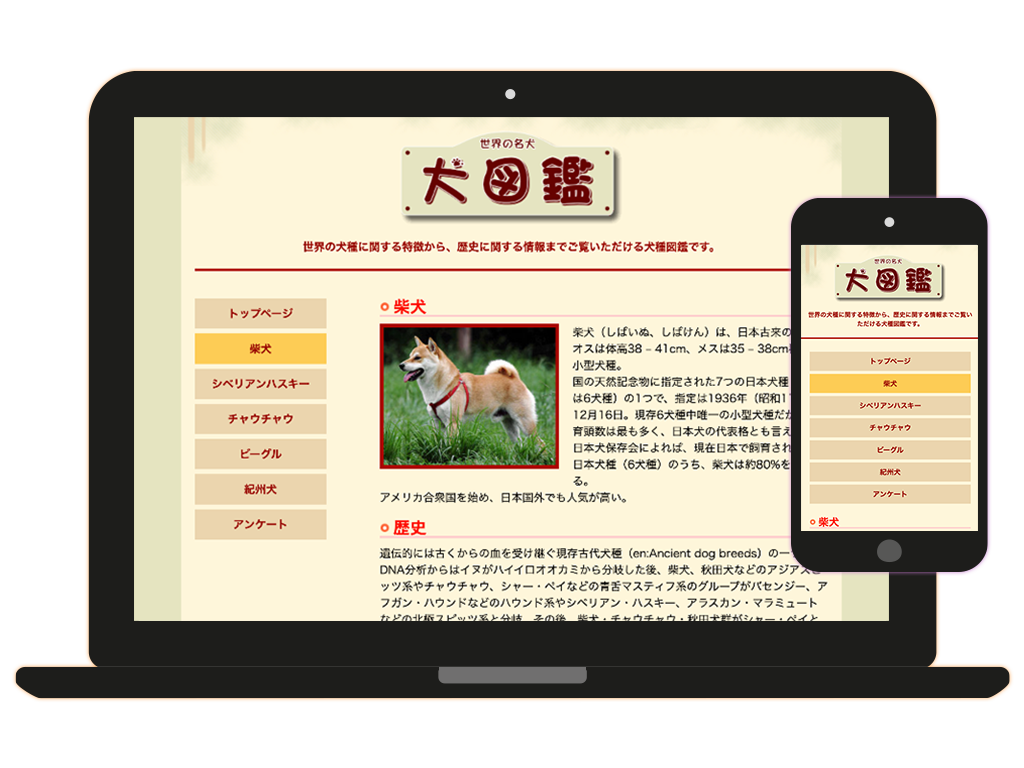 世界の名犬
犬図鑑
世界の犬種に関する特徴から、歴史に関する情報までご覧いただける犬種図鑑です。
トップページ
柴犬
シベリアンハスキー
チャウチャウ
ビーグル
紀州犬
アンケート
柴犬
柴犬（しばいぬ、しばけん）は、日本古来の
オスは体高38 – 41cm、メスは35 – 38cm
小型犬種。
国の天然記念物に指定された7つの日本犬種
は6犬種）の1つで、指定は1936年（昭和1
12月16日。現存6犬種中唯一の小型犬種だ
育頭数は最も多く、日本犬の代表格とも言え
日本犬保存会によれば、現在日本で飼育され
日本犬種（6犬種）のうち、柴犬は約80%を
る。
アメリカ合衆国を始め、日本国外でも人気が高い。
歴史
遺伝的には古くからの血を受け継ぐ現存古代犬種（en:Ancient dog breeds）の一
DNA分析からはイヌがハイイロオオカミから分岐した後、柴犬、秋田犬などのアジアスピ
ッツ系やチャウチャウ、シャー・ペイなどの青舌マスティフ系のグループがバセンジー、ア
フガン・ハウンドなどのハウンド系やシベリアン・ハスキー、アラスカン・マラミュート
などの北極スピッツ系と分岐、その後、柴犬・チャウチャウ・秋田犬群がシャー・ペイと
世界の名犬
犬図鑑
世界の犬種に関する特徴から、歴史に関する情報までご覧い
ただける犬種図鑑です。
トップページ
柴犬
シベリアンハスキー
チャウチャウ
ビーグル
紀州犬
アンケート
柴犬